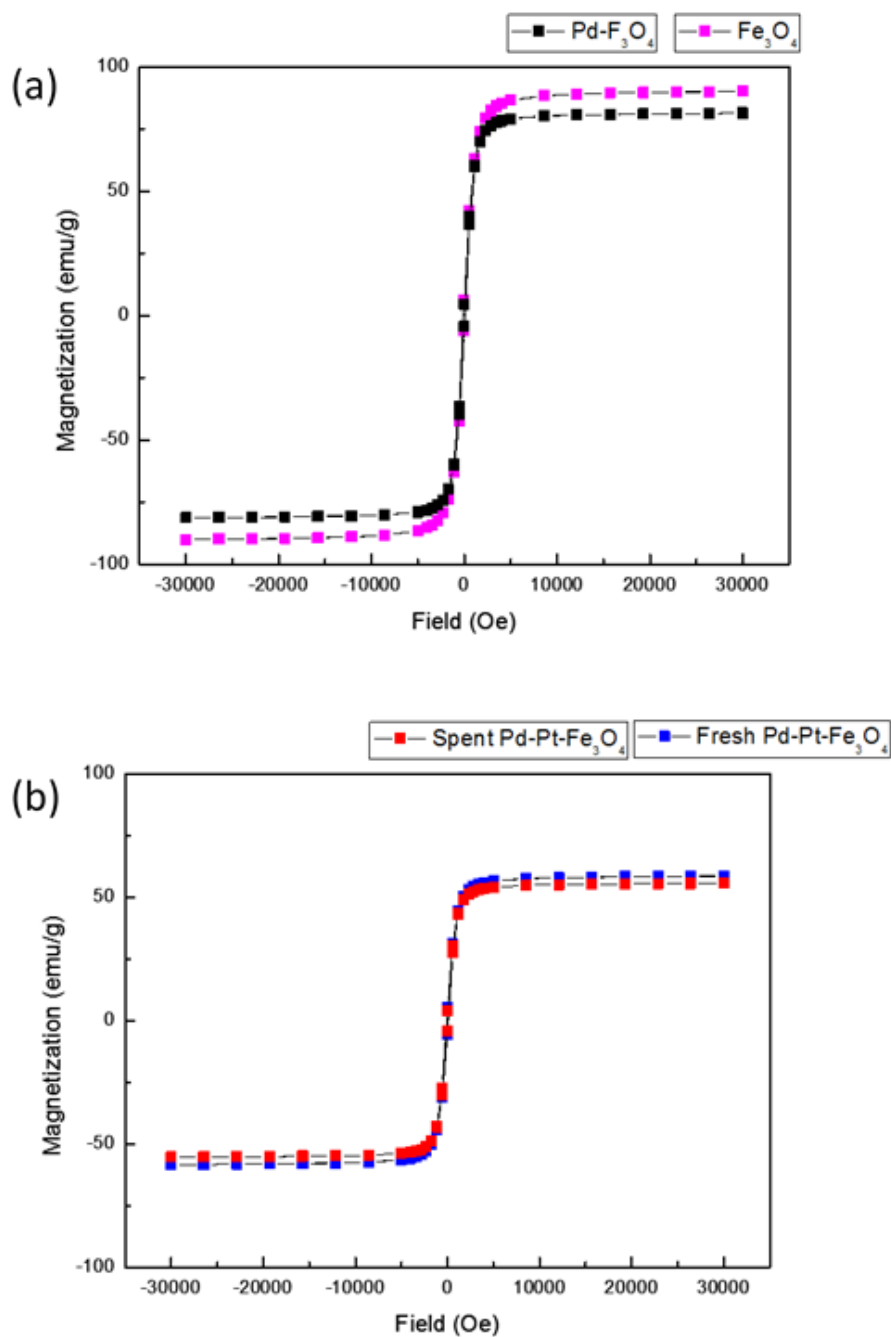 Pd-F₃O₄ Fe₃O₄
(a)
100
50
0
-50
-100
Magnetization (emu/g)
-30000 -20000 -10000 0 10000 20000 30000
Field (Oe)
Spent Pd-Pt-Fe₃O₄ Fresh Pd-Pt-Fe₃O₄
(b)
100
50
0
-50
-100
Magnetization (emu/g)
-30000 -20000 -10000 0 10000 20000 30000
Field (Oe)